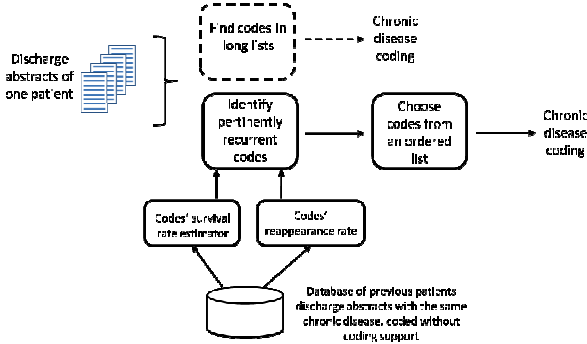 Find codes in
long lists
Chronic
disease
coding
Discharge
abstracts of
one patient
Identify
pertinently
recurrent
codes
Choose
codes from
an ordered
list
Chronic
disease
coding
Codes' survival
rate estimator
Codes'
reappearance rate
Database of previous patients
discharge abstracts with the same
chronic disease, coded without
coding support